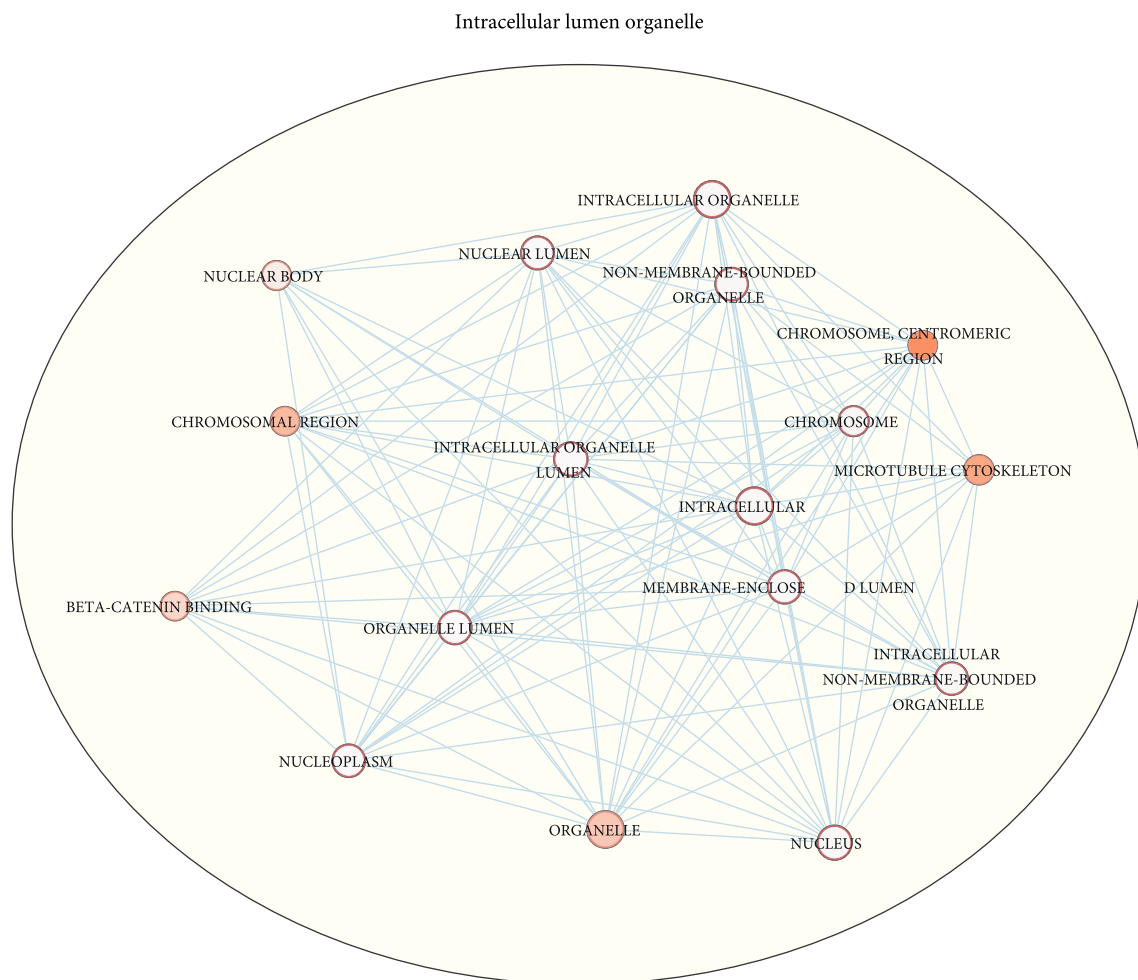 Intracellular lumen organelle
INTRACELLULAR ORGANELLE
NUCLEAR LUMEN
NUCLEAR BODY
NON-MEMBRANE-BOUNDED
ORGANELLE
CHROMOSOME, CENTROMERIC
REGION
CHROMOSOMAL REGION
CHROMOSOME
INTRACELLULAR ORGANELLE
LUMEN
MICROTUBULE CYTOSKELETON
INTRACELLULAR
MEMBRANE-ENCLOSE D LUMEN
BETA-CATENIN BINDING
ORGANELLE LUMEN
INTRACELLULAR
NON-MEMBRANE-BOUNDED
ORGANELLE
NUCLEOPLASM
ORGANELLE
NUCLEUS